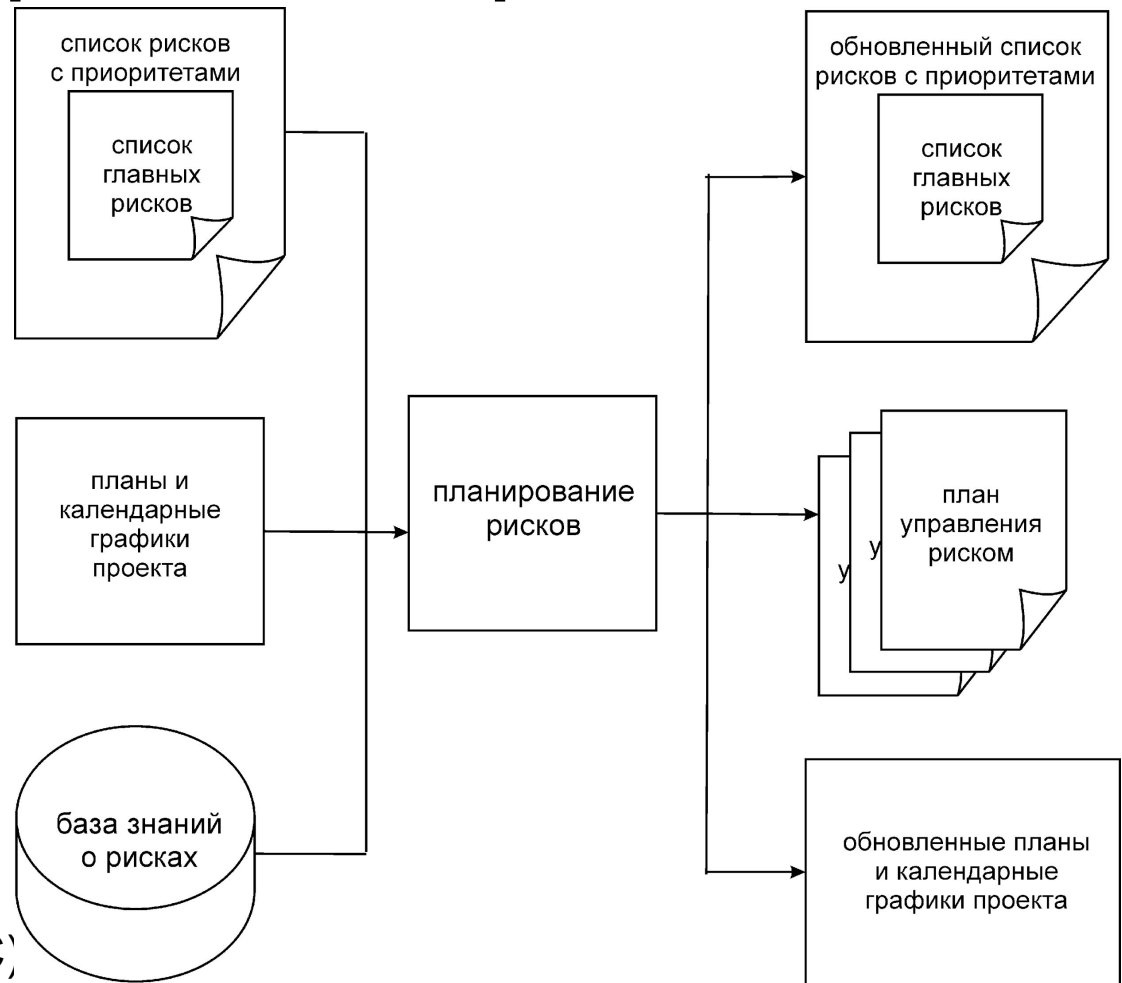 список рисков
с приоритетами
список
главных
рисков
планы и
календарные
графики
проекта
база знаний
о рисках
планирование
рисков
обновленный список
рисков с приоритетами
список
главных
рисков
план
управления
риском
у
у
обновленные планы
и календарные
графики проекта